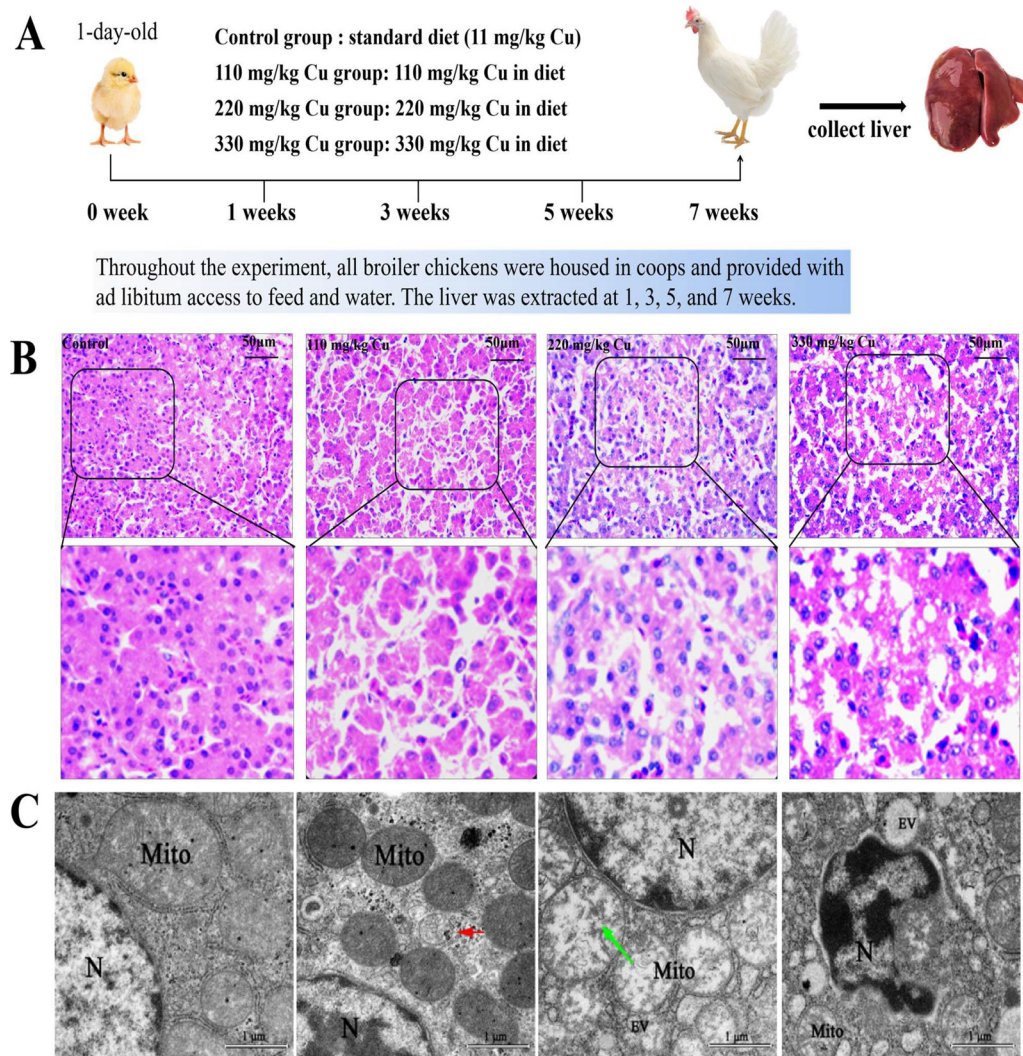 A
1-day-old
Control group : standard diet (11 mg/kg Cu)
110 mg/kg Cu group: 110 mg/kg Cu in diet
220 mg/kg Cu group: 220 mg/kg Cu in diet
330 mg/kg Cu group: 330 mg/kg Cu in diet
collect liver
0 week
1 weeks
3 weeks
5 weeks
7 weeks
Throughout the experiment, all broiler chickens were housed in coops and provided with
ad libitum access to feed and water. The liver was extracted at 1, 3, 5, and 7 weeks.
B
Control
50μm
110 mg/kg Cu
50μm
220 mg/kg Cu
50μm
330 mg/kg Cu
50μm
C
Mito
N
1 μm
Mito
N
1 μm
N
Mito
EV
1 μm
EV
N
Mito
1 μm